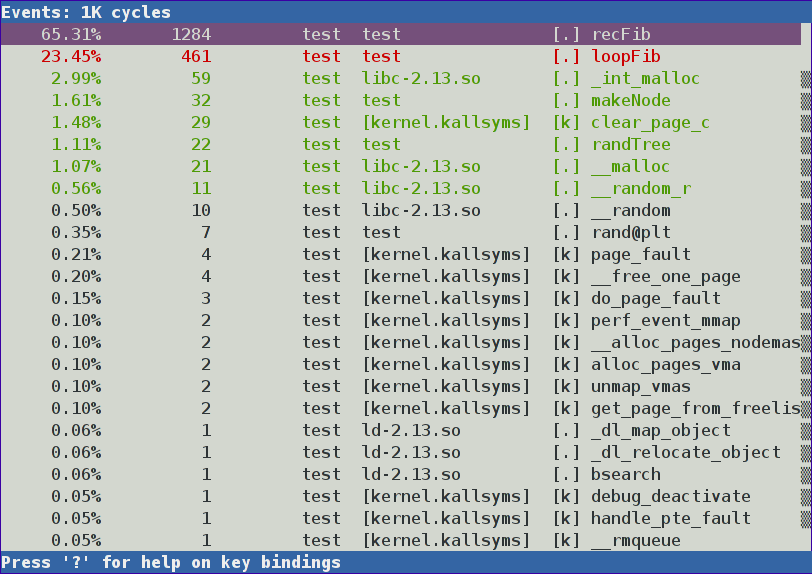 Events: 1K cycles
65.31% 1284 test test [.] recFib
23.45% 461 test test [.] loopFib
2.99% 59 test libc-2.13.so [.] _int_malloc
1.61% 32 test test [.] makeNode
1.48% 29 test [kernel.kallsyms] [k] clear_page_c
1.11% 22 test test [.] randTree
1.07% 21 test libc-2.13.so [.] __malloc
0.56% 11 test libc-2.13.so [.] __random_r
0.50% 10 test libc-2.13.so [.] __random
0.35% 7 test test [.] rand@plt
0.21% 4 test [kernel.kallsyms] [k] page_fault
0.20% 4 test [kernel.kallsyms] [k] __free_one_page
0.15% 3 test [kernel.kallsyms] [k] do_page_fault
0.10% 2 test [kernel.kallsyms] [k] perf_event_mmap
0.10% 2 test [kernel.kallsyms] [k] __alloc_pages_nodemas
0.10% 2 test [kernel.kallsyms] [k] alloc_pages_vma
0.10% 2 test [kernel.kallsyms] [k] unmap_vmas
0.10% 2 test [kernel.kallsyms] [k] get_page_from_freelis
0.06% 1 test ld-2.13.so [.] _dl_map_object
0.06% 1 test ld-2.13.so [.] _dl_relocate_object
0.06% 1 test ld-2.13.so [.] bsearch
0.05% 1 test [kernel.kallsyms] [k] debug_deactivate
0.05% 1 test [kernel.kallsyms] [k] handle_pte_fault
0.05% 1 test [kernel.kallsyms] [k] __rmqueue
Press '?' for help on key bindings